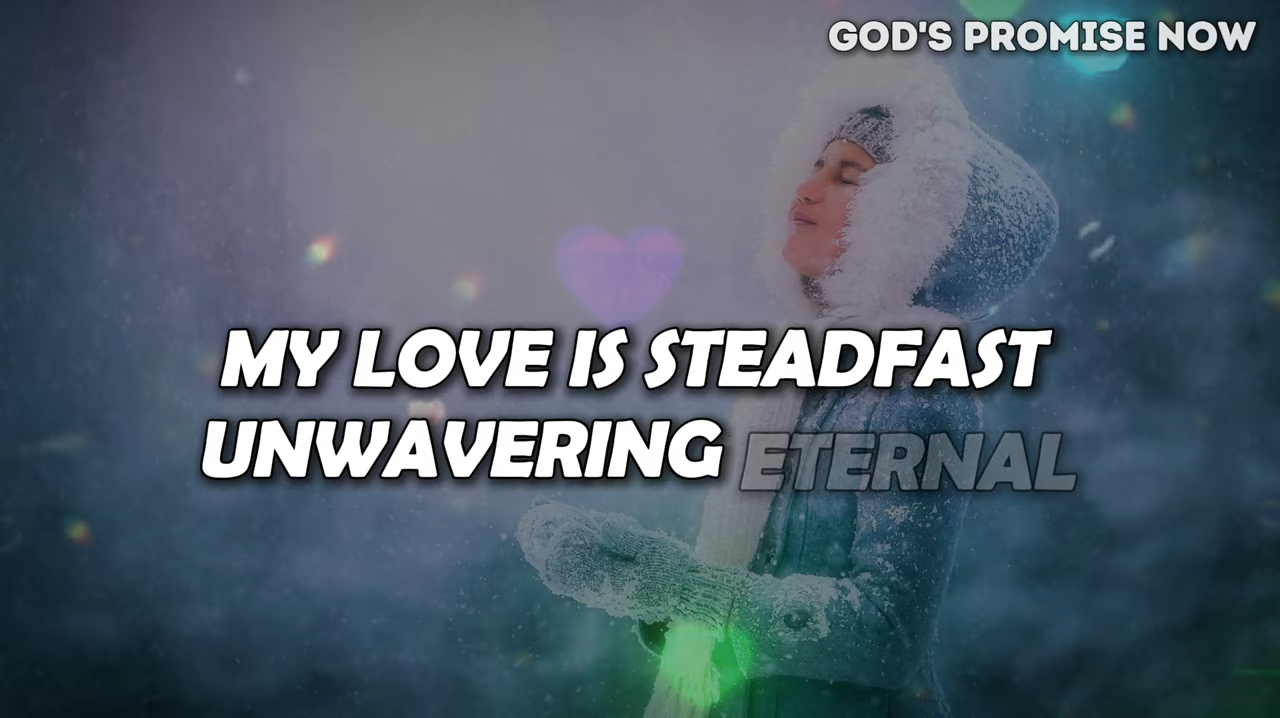 GOD'S PROMISE NOW
MY LOVE IS STEADFAST
UNWAVERING ETERNAL